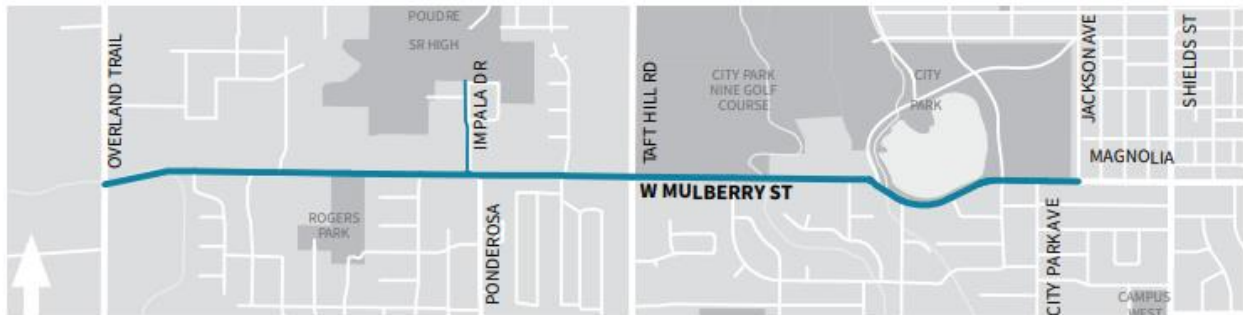 POUDRE
SR HIGH
OVERLAND TRAIL
IMPALA DR
TAFT HILL RD
CITY PARK
NINE GOLF
COURSE
CITY
PARK
JACKSON AVE
SHIELDS ST
MAGNOLIA
W MULBERRY ST
ROGERS
PARK
PONDEROSA
CITY PARK AVE
CAMPUS
WEST